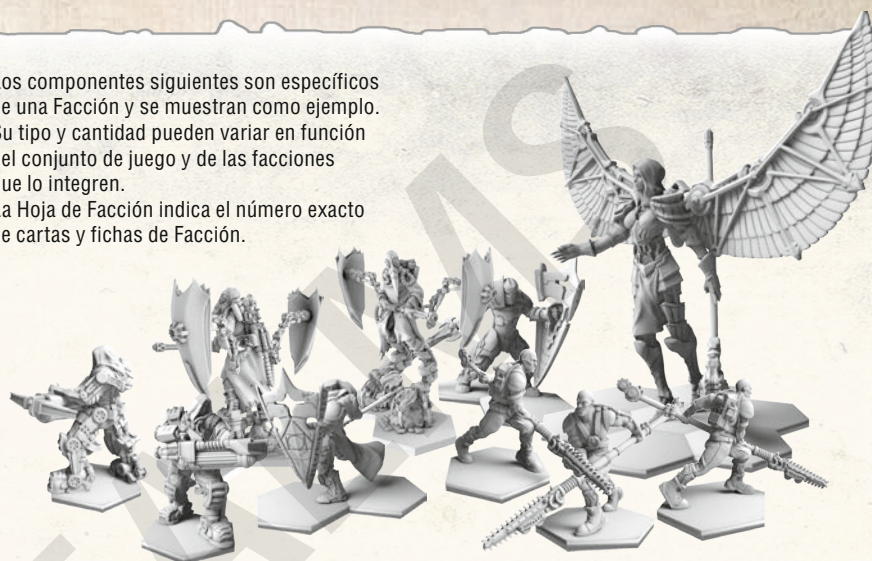 os componentes siguientes son específicos
e una Facción y se muestran como ejemplo.
u tipo y cantidad pueden variar en función
el conjunto de juego y de las facciones
ue lo integren.
a Hoja de Facción indica el número exacto
e cartas y fichas de Facción.